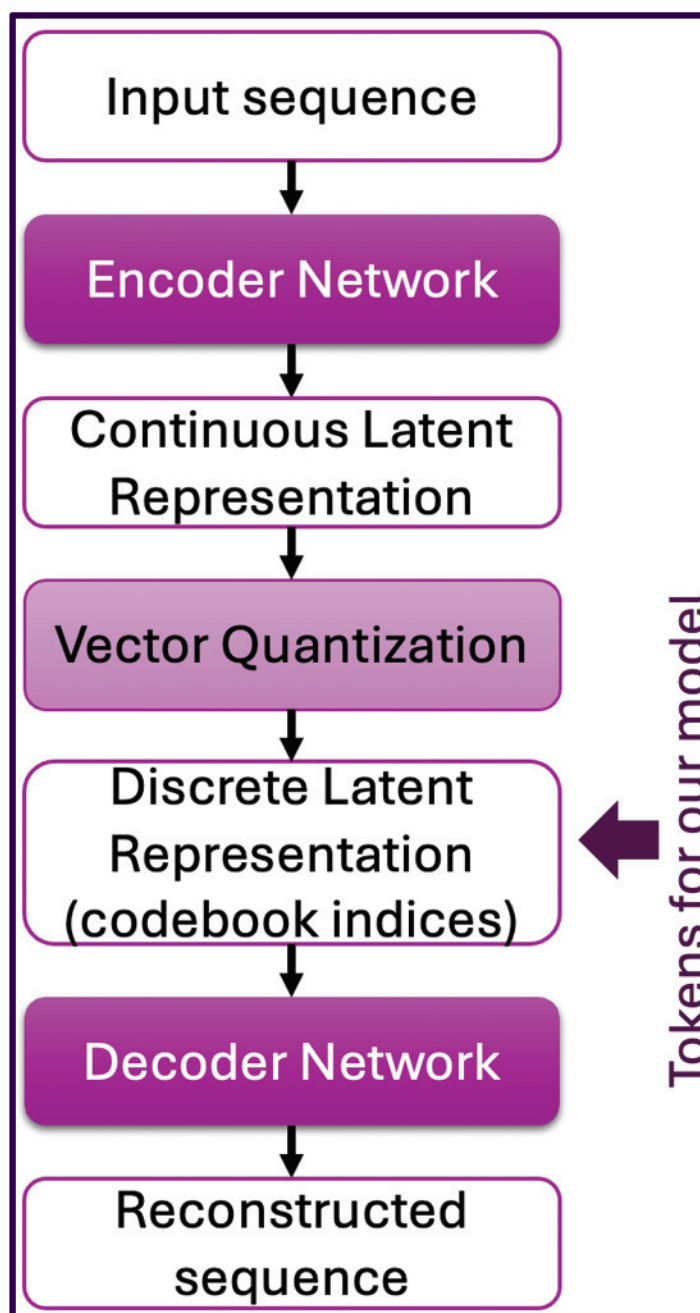 Input sequence
Encoder Network
Continuous Latent
Representation
Vector Quantization
Discrete Latent
Representation
(codebook indices)
Decoder Network
Reconstructed
sequence
Tokens for our model